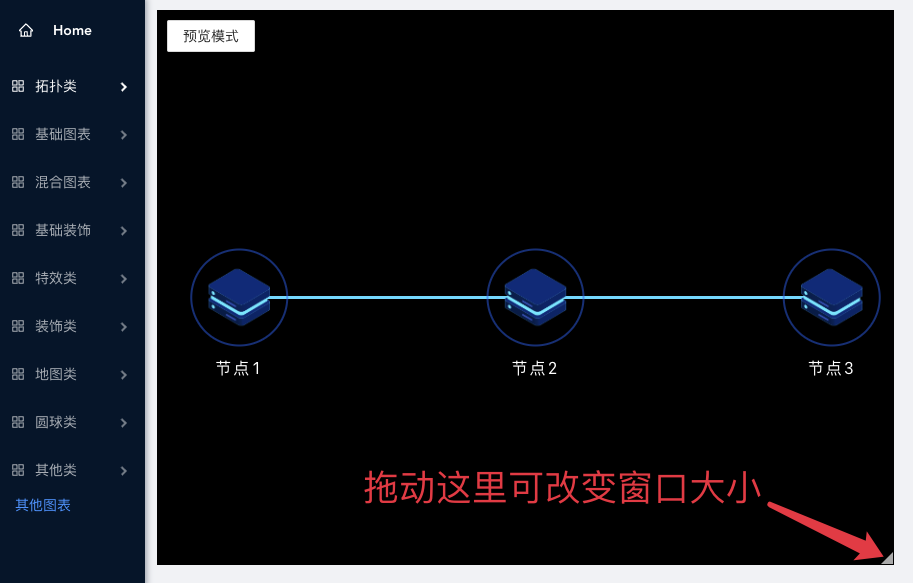 Home
拓扑类
基础图表
混合图表
基础装饰
特效类
装饰类
地图类
圆球类
其他类
其他图表
预览模式
节点1
节点2
节点3
拖动这里可改变窗口大小